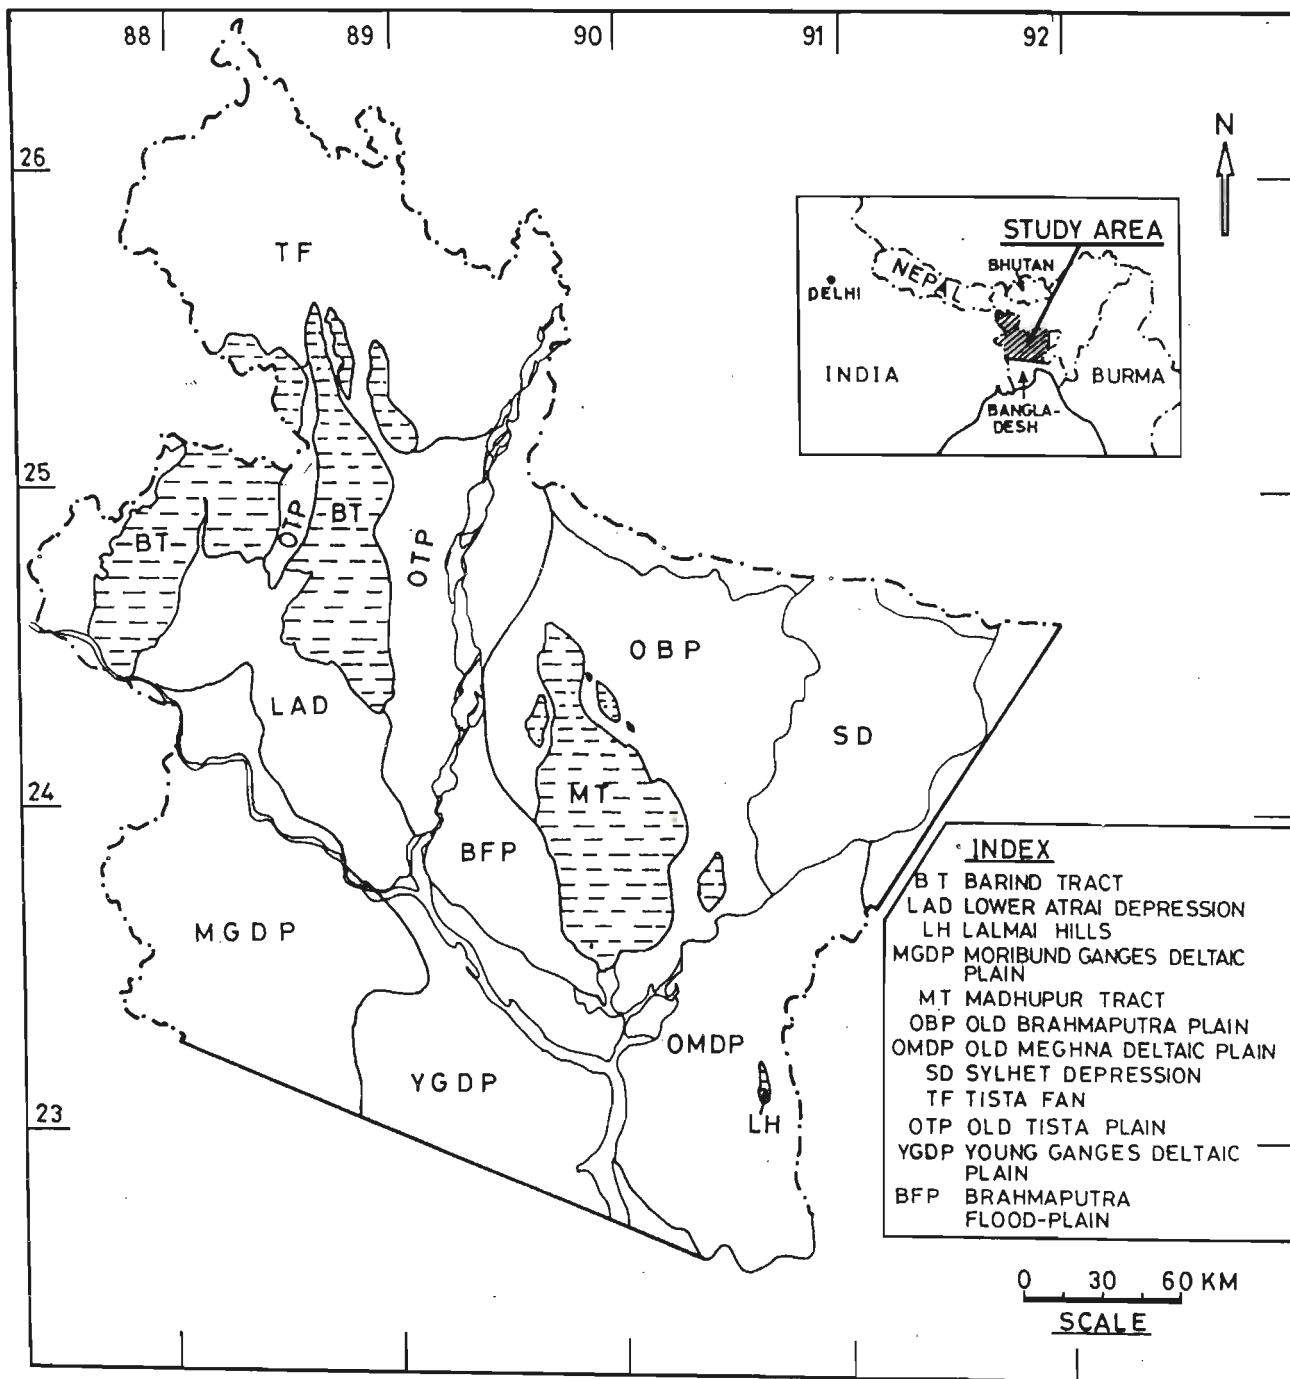 88 89 90 91 92
N
26
STUDY AREA
TF
NEPAL
BHUTAN
DELHI
INDIA
BURMA
BANGLA-
DESH
25
BT
OTP
BT
OTP
OBP
LAD
SD
24
MT
BFP
INDEX
BT BARIND TRACT
LAD LOWER ATRAI DEPRESSION
LH LALMAI HILLS
MGDP MORIBUND GANGES DELTAIC
PLAIN
MT MADHUPUR TRACT
OBP OLD BRAHMAPUTRA PLAIN
OMDP OLD MEGHNA DELTAIC PLAIN
SD SYLHET DEPRESSION
TF TISTA FAN
OTP OLD TISTA PLAIN
YGDP YOUNG GANGES DELTAIC
PLAIN
BFP BRAHMAPUTRA
FLOOD-PLAIN
MGDP
OMDP
YGDP
LH
23
0 30 60 KM
SCALE